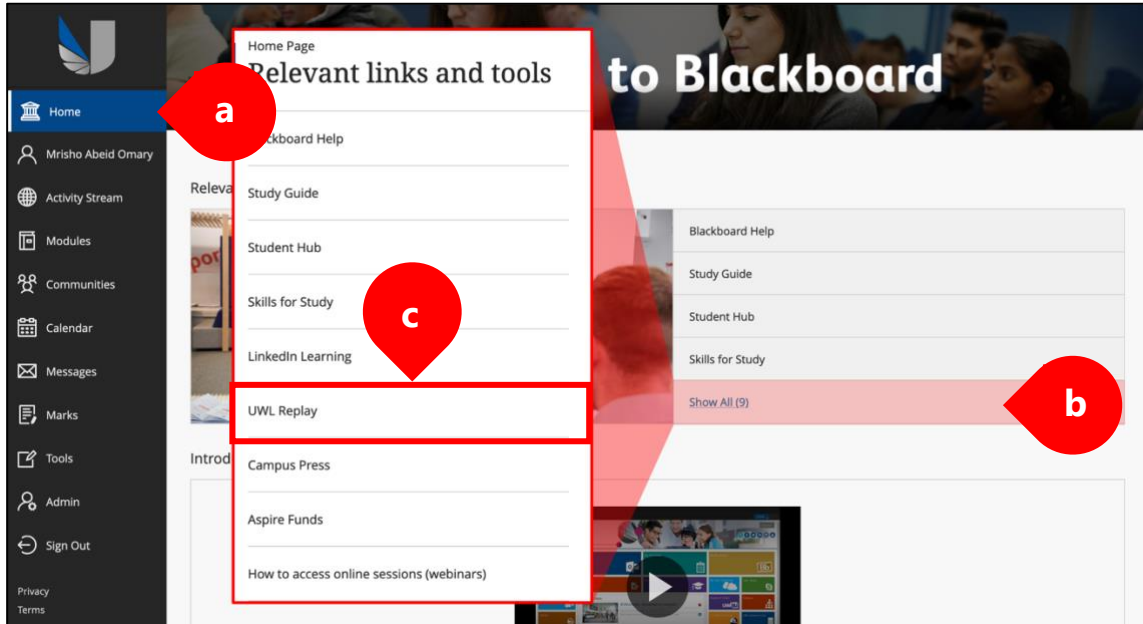 to Blackboard
Home
Mrisho Abeid Omary
Activity Stream
Modules
Communities
Calendar
Messages
Marks
Tools
Admin
Sign Out
Privacy
Terms
a
Home Page
Relevant links and tools
ckboard Help
Study Guide
Student Hub
Skills for Study
c
LinkedIn Learning
UWL Replay
Campus Press
Aspire Funds
How to access online sessions (webinars)
Releva
Blackboard Help
Study Guide
Student Hub
Skills for Study
Show All (9)
b
Introd